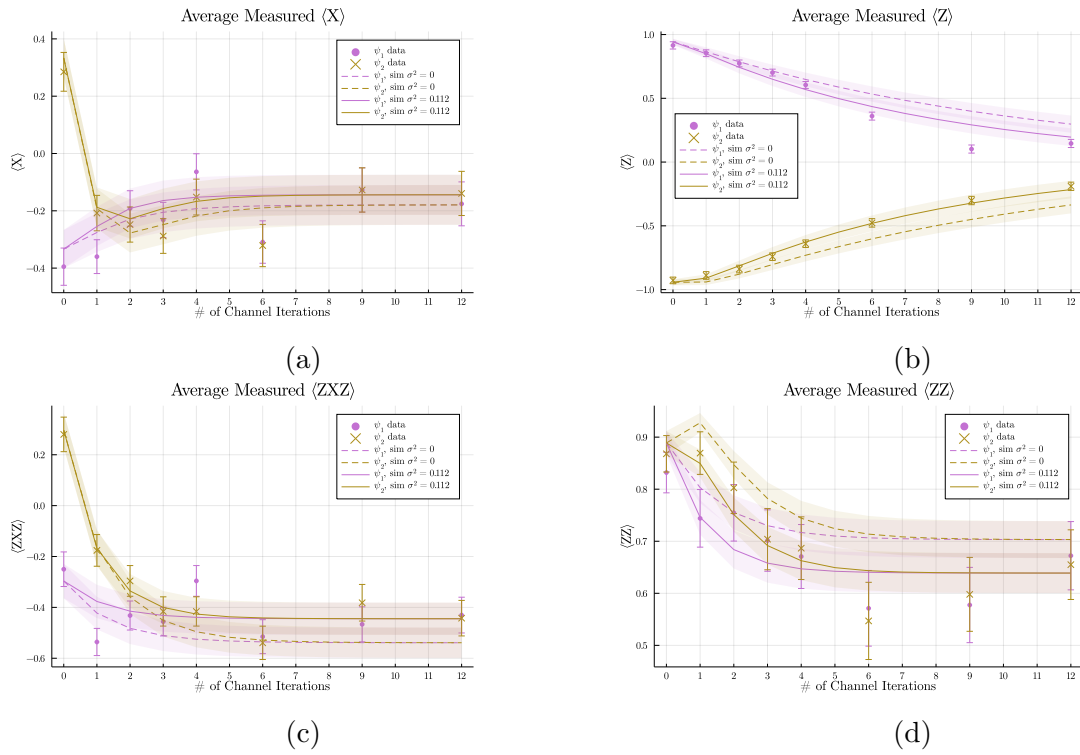 Average Measured ⟨X⟩
⟨X⟩
0.4
0.2
0.0
−0.2
−0.4
ψ1 data
ψ2 data
ψ1, sim σ² = 0
ψ2, sim σ² = 0
ψ1, sim σ² = 0.112
ψ2, sim σ² = 0.112
0 1 2 3 4 5 6 7 8 9 10 11 12
# of Channel Iterations
(a)
Average Measured ⟨Z⟩
⟨Z⟩
1.0
0.5
0.0
−0.5
−1.0
ψ1 data
ψ2 data
ψ1, sim σ² = 0
ψ2, sim σ² = 0
ψ1, sim σ² = 0.112
ψ2, sim σ² = 0.112
0 1 2 3 4 5 6 7 8 9 10 11 12
# of Channel Iterations
(b)
Average Measured ⟨ZXZ⟩
⟨ZXZ⟩
0.2
0.0
−0.2
−0.4
−0.6
ψ1 data
ψ2 data
ψ1, sim σ² = 0
ψ2, sim σ² = 0
ψ1, sim σ² = 0.112
ψ2, sim σ² = 0.112
0 1 2 3 4 5 6 7 8 9 10 11 12
# of Channel Iterations
(c)
Average Measured ⟨ZZ⟩
⟨ZZ⟩
0.9
0.8
0.7
0.6
0.5
ψ1 data
ψ2 data
ψ1, sim σ² = 0
ψ2, sim σ² = 0
ψ1, sim σ² = 0.112
ψ2, sim σ² = 0.112
0 1 2 3 4 5 6 7 8 9 10 11 12
# of Channel Iterations
(d)